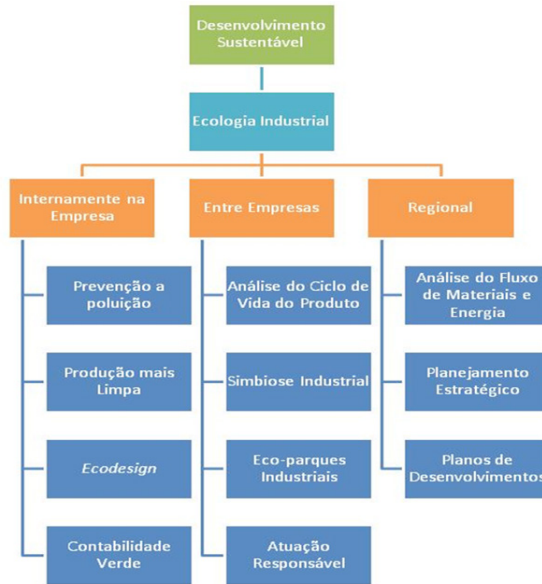 Desenvolvimento
Sustentável
Ecologia Industrial
Internamente na
Empresa
Prevenção a
poluição
Produção mais
Limpa
Ecodesign
Contabilidade
Verde
Entre Empresas
Análise do Ciclo de
Vida do Produto
Simbiose Industrial
Eco-parques
Industriais
Atuação
Responsável
Regional
Análise do Fluxo
de Materiais e
Energia
Planejamento
Estratégico
Planos de
Desenvolvimentos